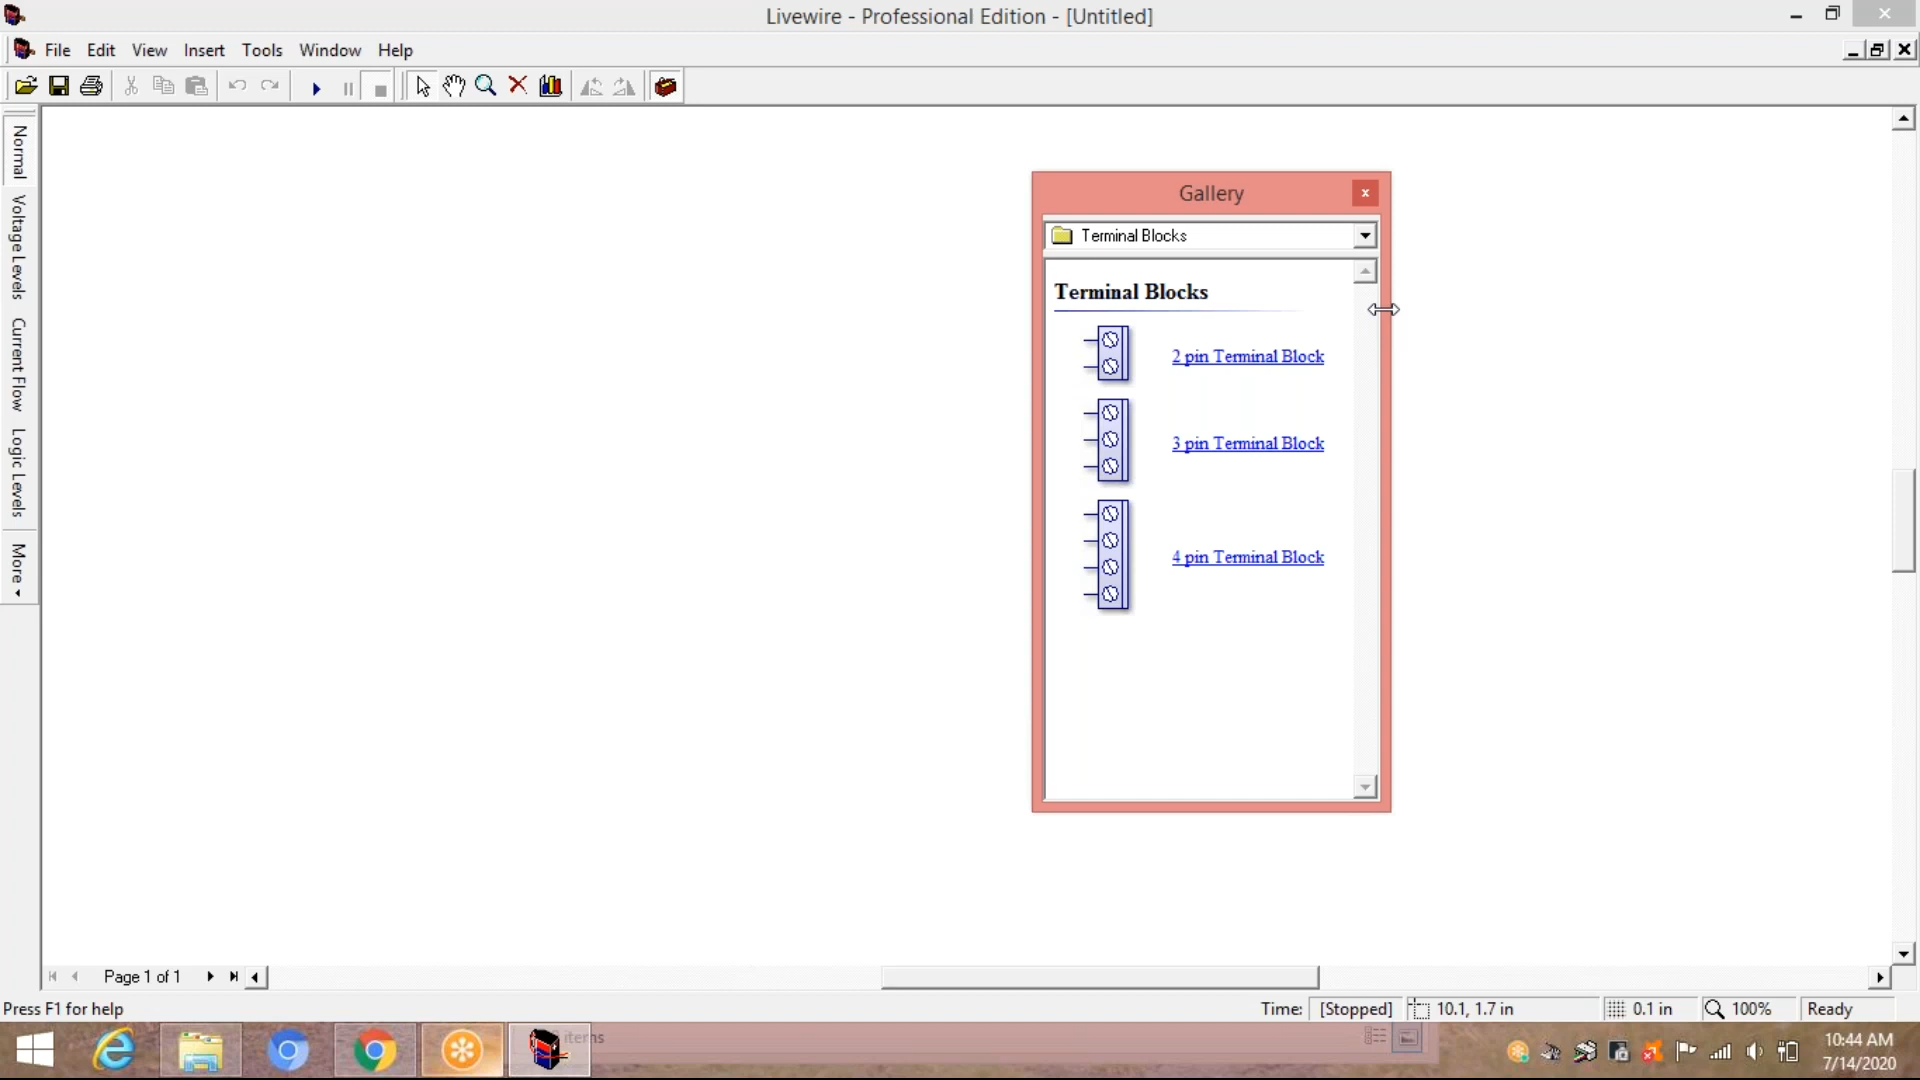 Livewire - Professional Edition - [Untitled]
File Edit View Insert Tools Window Help
Normal
Voltage Levels
Current Flow
Logic Levels
More
Gallery
Terminal Blocks
Terminal Blocks
2 pin Terminal Block
3 pin Terminal Block
4 pin Terminal Block
Page 1 of 1
Press F1 for help
Time: [Stopped] 10.1, 1.7 in 0.1 in 100% Ready
items
10:44 AM
7/14/2020